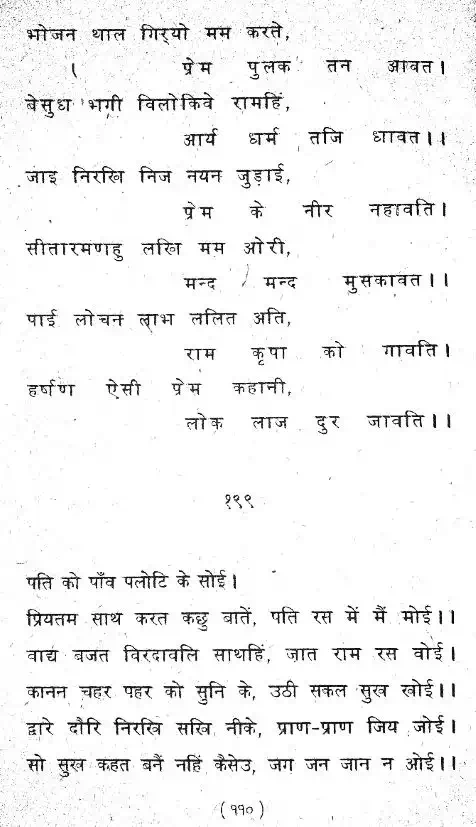 भोजन थाल गिर्‌यो मम करते,
प्रेम पुलक तन आवत।
बेसुध भगी विलोकिवे रामहिं,
आर्य धर्म तजि धावत।।
जाइ निरखि निज नयन जुड़ाई,
प्रेम के नीर नहावति।
सीतारमणहु लखि मम ओरी,
मन्द मन्द मुसकावत।।
पाई लोचन लाभ ललित अति,
राम कृपा को गावति।
हर्षण ऐसी प्रेम कहानी,
लोक लाज दुर जावति।।
१९९
पति को पाँव पलोटि के सोई।
प्रियतम साथ करत कछु बातें, पति रस में मैं मोई।।
वाद्य बजत विरदावलि साथहिं, जात राम रस वोई।
कानन चहर पहर को सुनि के, उठी सकल सुख खोई।।
द्वारे दौरि निरखि सखि नीके, प्राण-प्राण जिय जोई।
सो सुख कहत बनैं नहिं कैसेउ, जग जन जान न ओई।।
(११०)